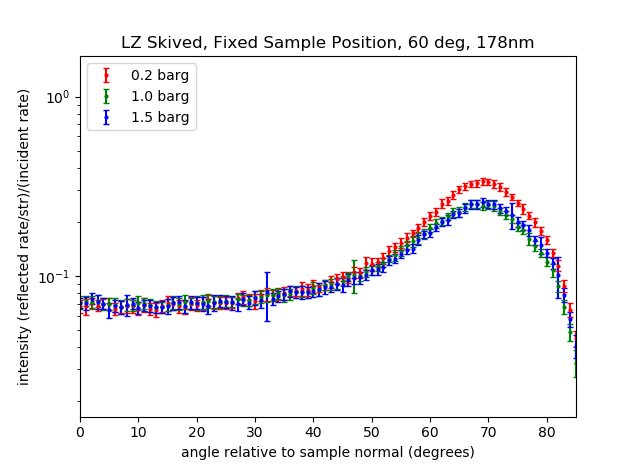 LZ Skived, Fixed Sample Position, 60 deg, 178nm
intensity (reflected rate/str)/(incident rate)
10⁰
10⁻¹
0.2 barg
1.0 barg
1.5 barg
0 10 20 30 40 50 60 70 80
angle relative to sample normal (degrees)